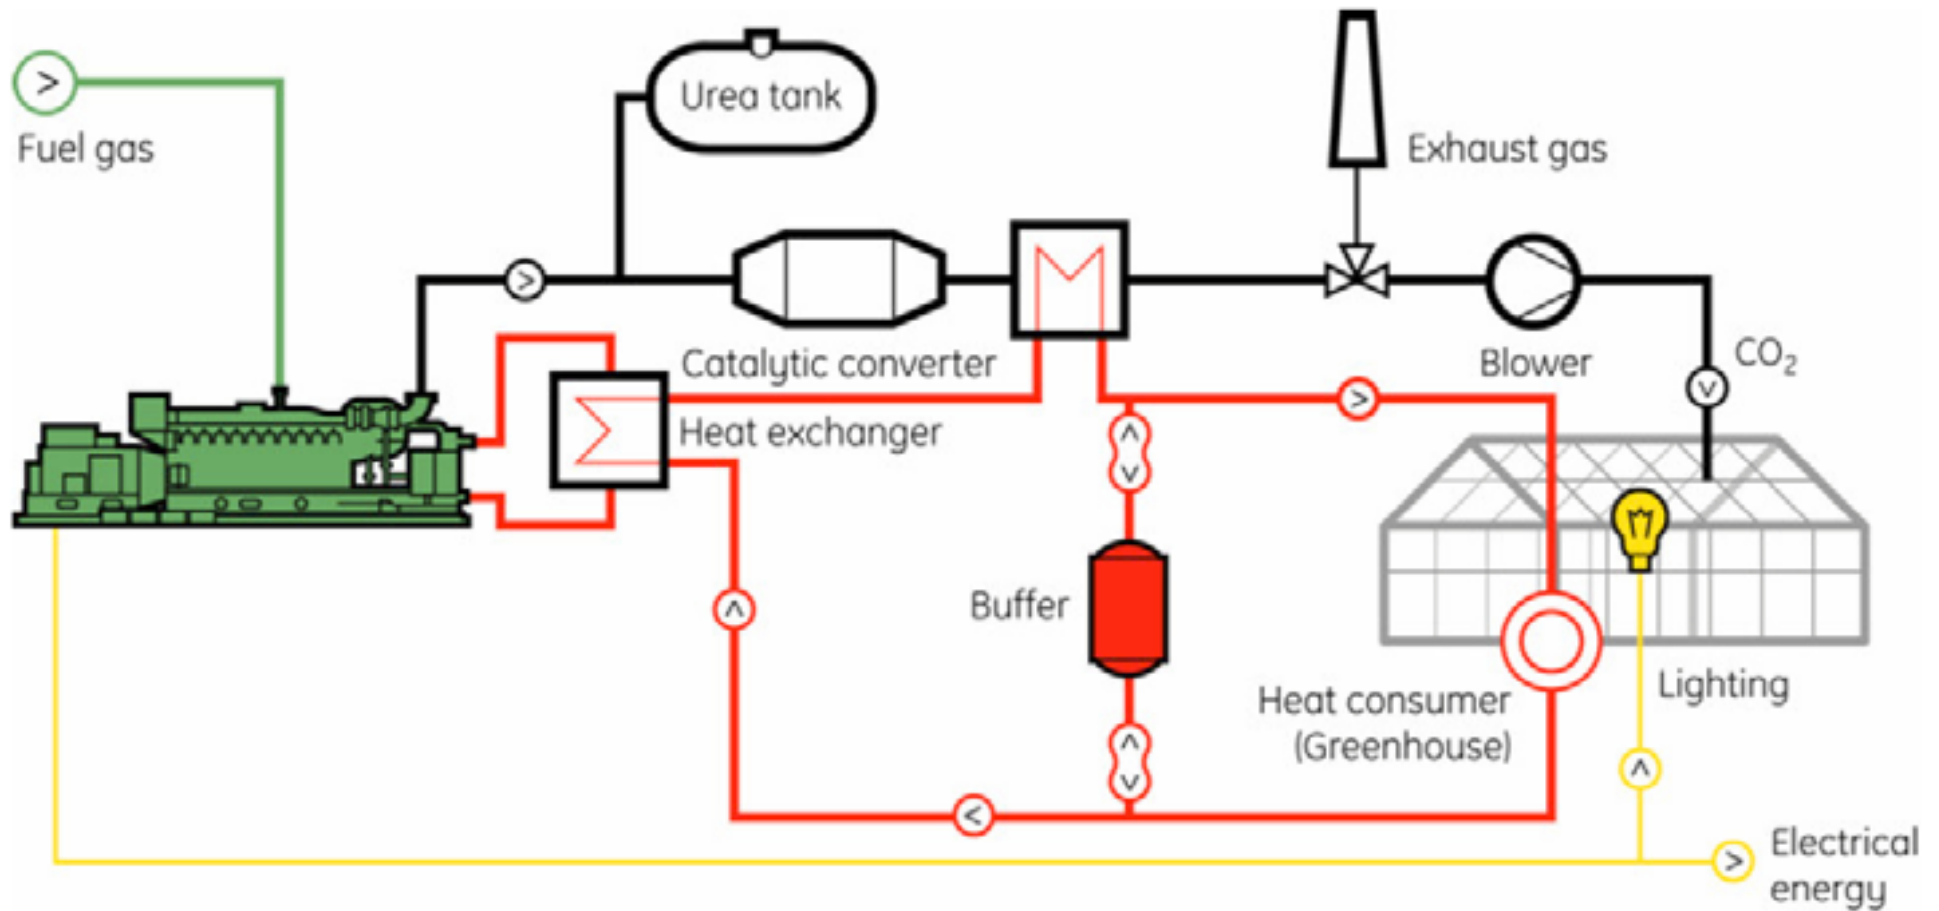 Urea tank
Fuel gas
Exhaust gas
Catalytic converter
Blower
CO₂
Heat exchanger
Buffer
Heat consumer
(Greenhouse)
Lighting
Electrical
energy